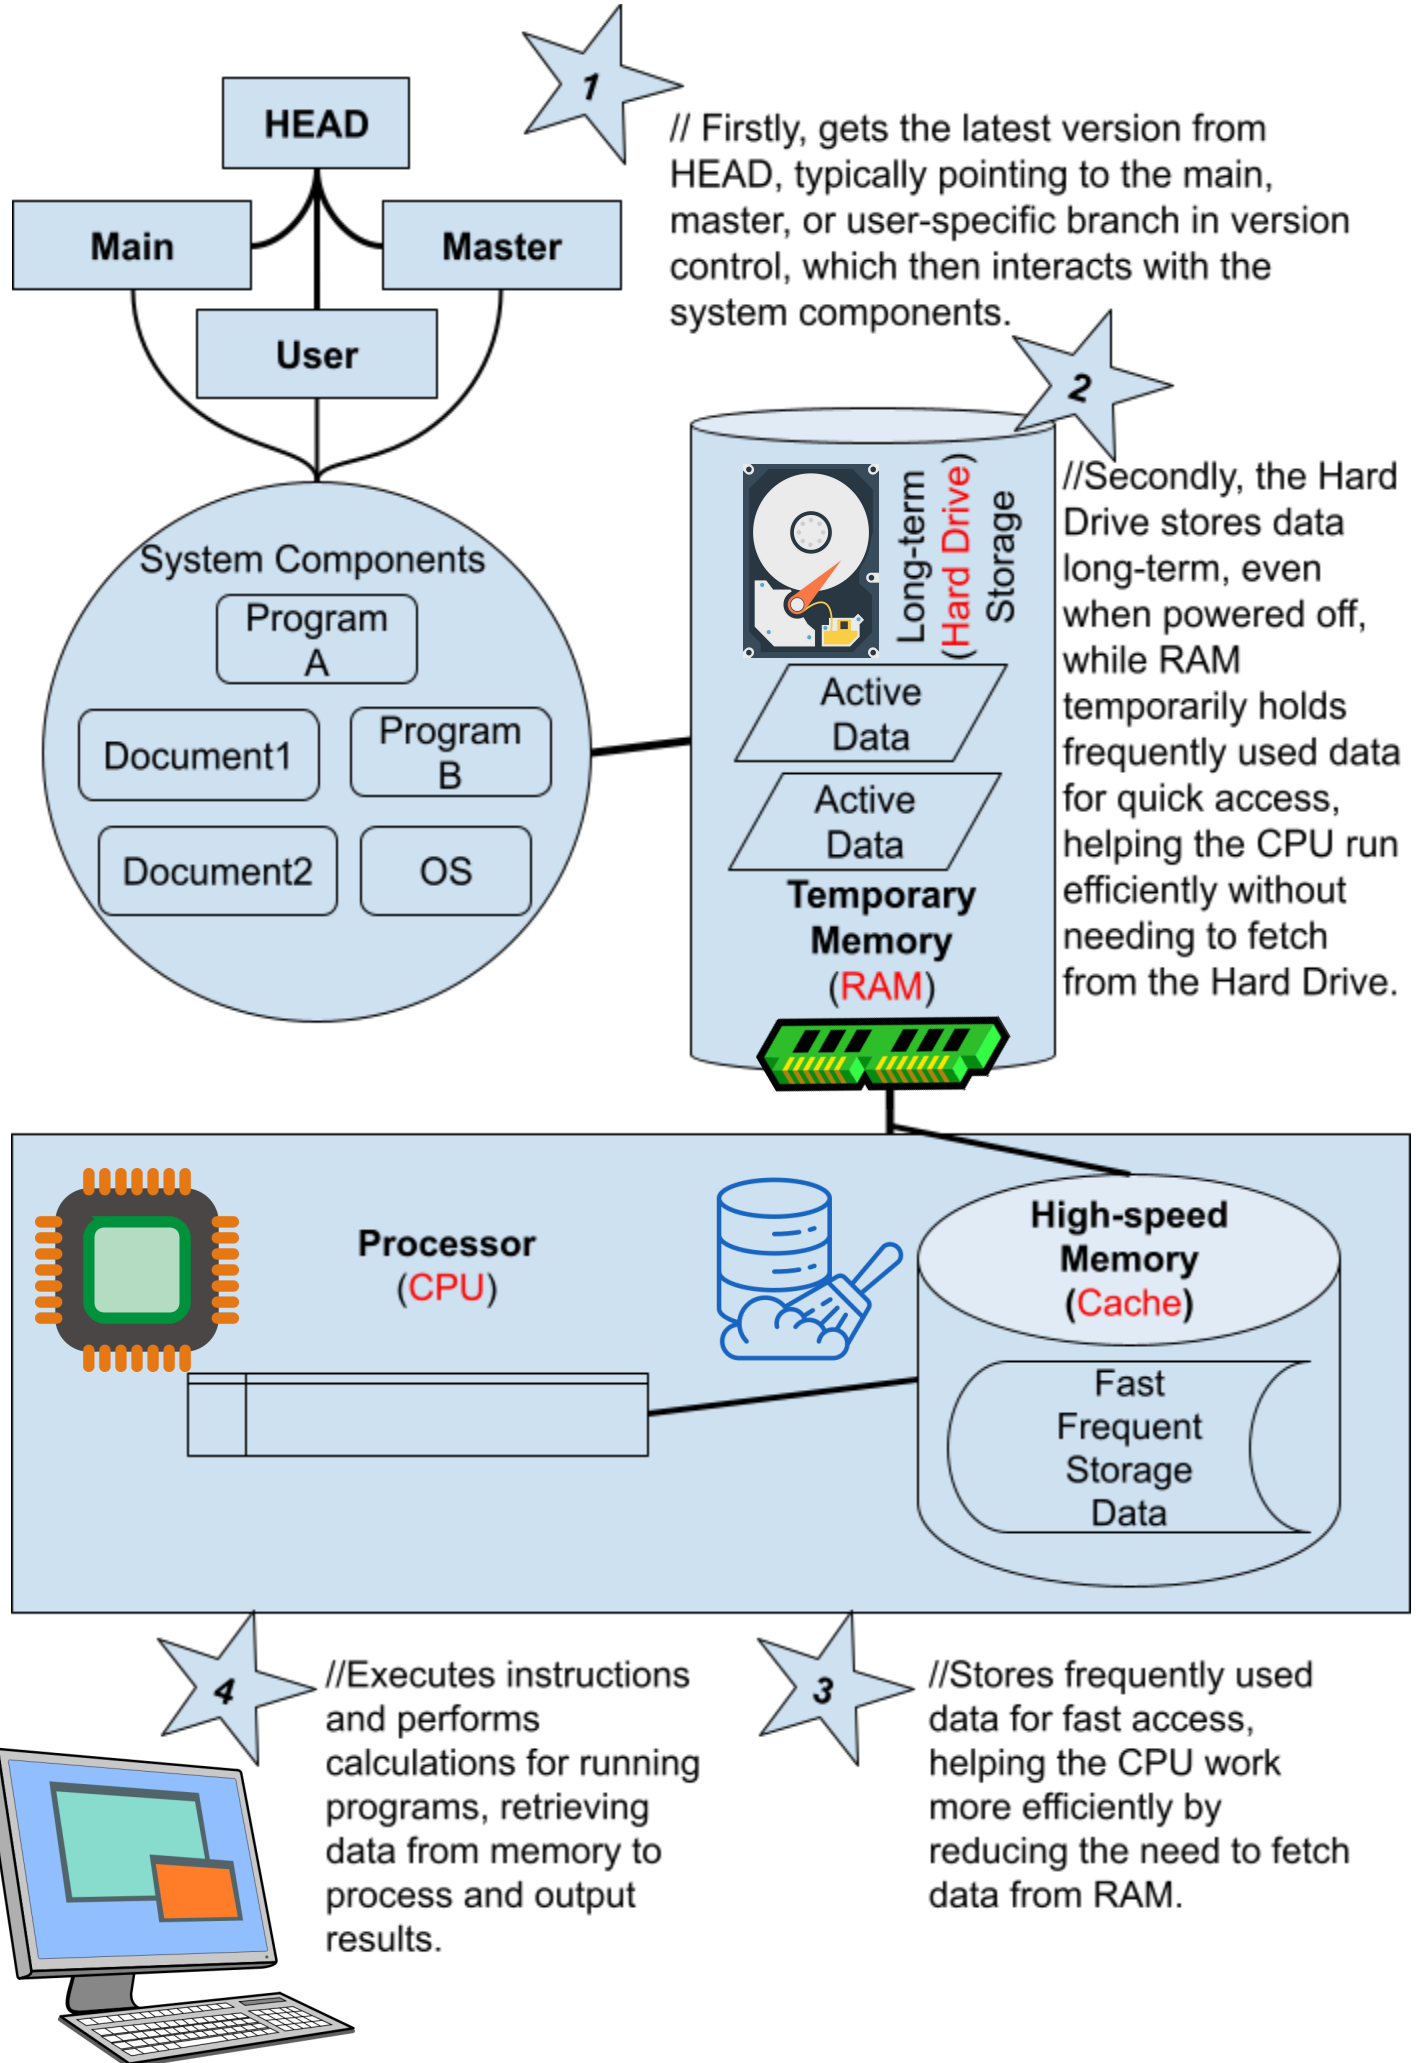 HEAD
Main
Master
User
1
// Firstly, gets the latest version from
HEAD, typically pointing to the main,
master, or user-specific branch in version
control, which then interacts with the
system components.
System Components
Program
A
Document1
Program
B
Document2
OS
2
Long-term
(Hard Drive)
Storage
Active
Data
Active
Data
Temporary
Memory
(RAM)
//Secondly, the Hard
Drive stores data
long-term, even
when powered off,
while RAM
temporarily holds
frequently used data
for quick access,
helping the CPU run
efficiently without
needing to fetch
from the Hard Drive.
Processor
(CPU)
High-speed
Memory
(Cache)
Fast
Frequent
Storage
Data
4
//Executes instructions
and performs
calculations for running
programs, retrieving
data from memory to
process and output
results.
3
//Stores frequently used
data for fast access,
helping the CPU work
more efficiently by
reducing the need to fetch
data from RAM.